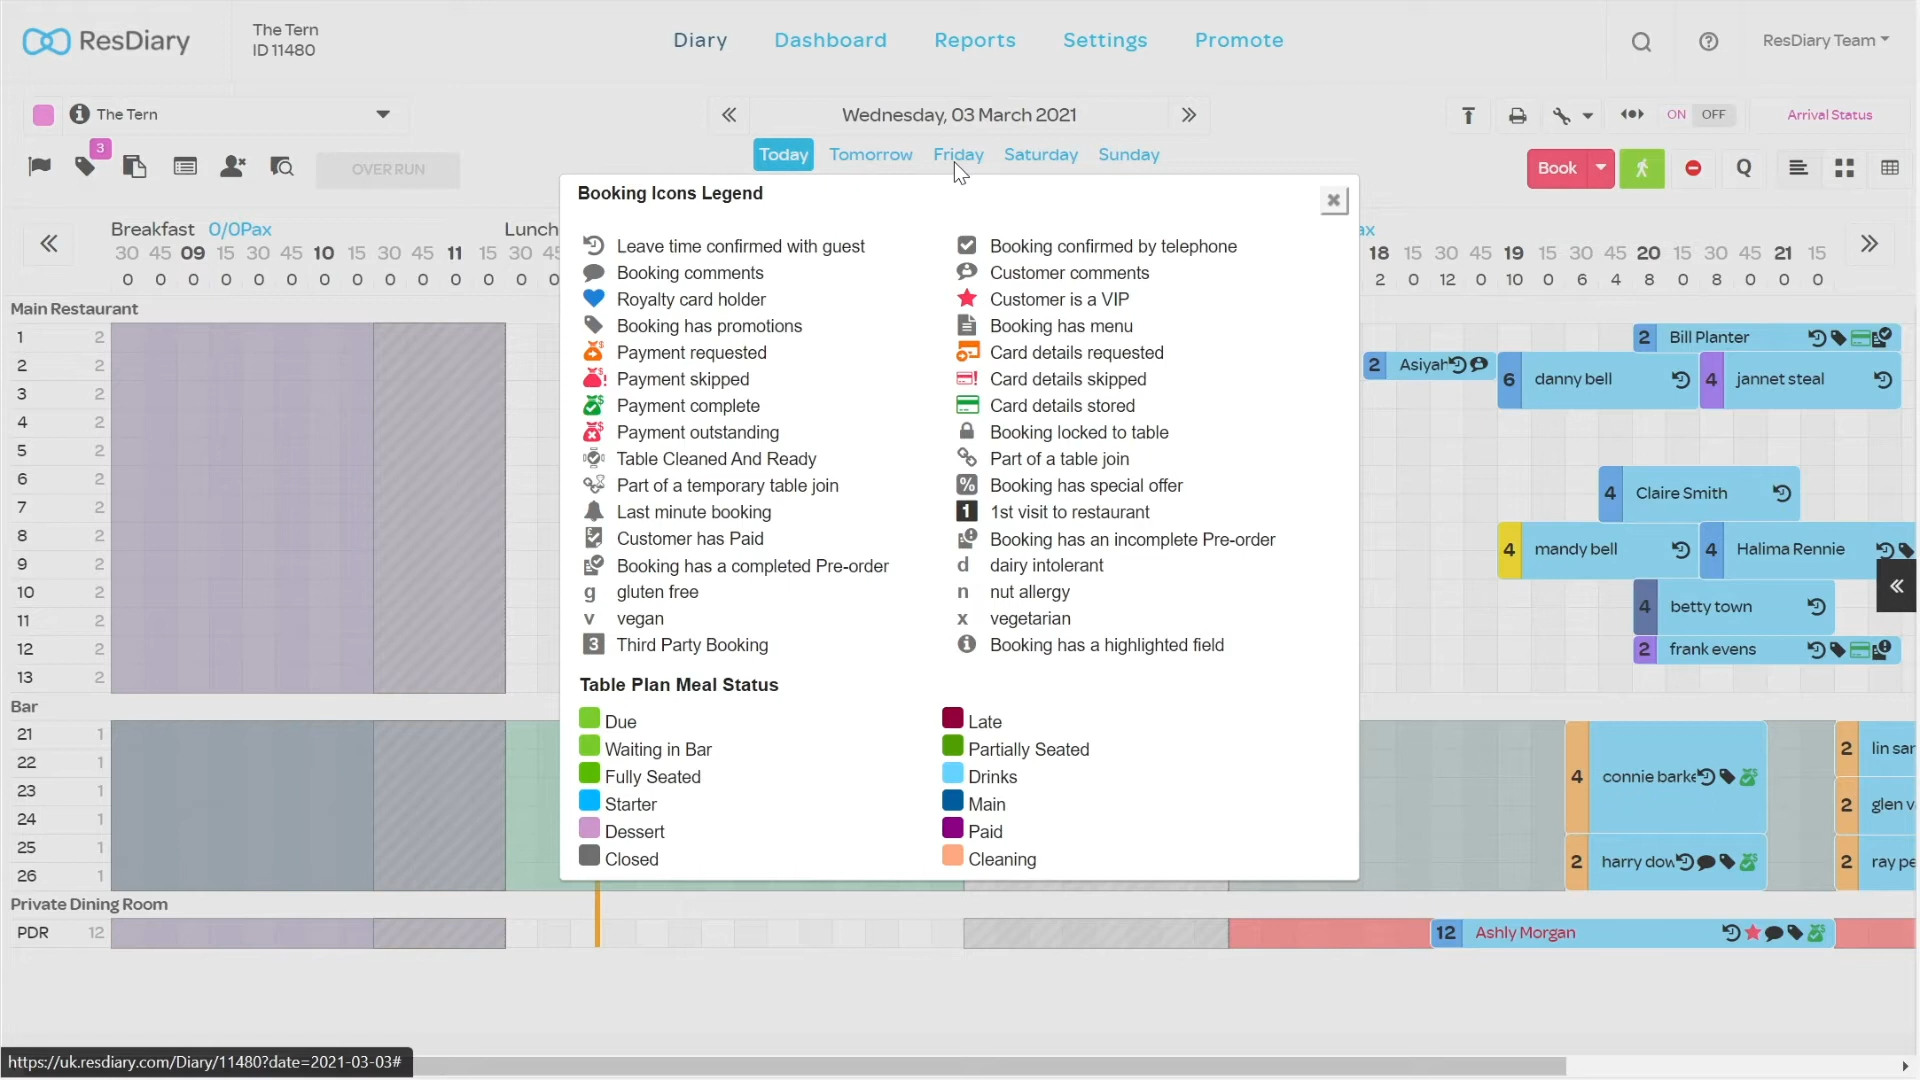 ResDiary
The Tern
ID 11480
Diary Dashboard Reports Settings Promote
ResDiary Team
The Tern
Wednesday, 03 March 2021
ON OFF
Arrival Status
3
Today Tomorrow Friday Saturday Sunday
OVER RUN
Book
Q
Breakfast 0/0Pax
Lunch
30 45 09 15 30 45 10 15 30 45 11 15 30
0 0 0 0 0 0 0 0 0 0 0 0 0 0
18 15 30 45 19 15 30 45 20 15 30 45 21 15
2 0 12 0 10 0 6 4 8 0 8 0 0 0
Booking Icons Legend
Leave time confirmed with guest
Booking confirmed by telephone
Booking comments
Customer comments
Royalty card holder
Customer is a VIP
Booking has promotions
Booking has menu
Payment requested
Card details requested
Payment skipped
Card details skipped
Payment complete
Card details stored
Payment outstanding
Booking locked to table
Table Cleaned And Ready
Part of a table join
Part of a temporary table join
% Booking has special offer
Last minute booking
1 1st visit to restaurant
Customer has Paid
Booking has an incomplete Pre-order
Booking has a completed Pre-order
d dairy intolerant
g gluten free
n nut allergy
v vegan
x vegetarian
3 Third Party Booking
Booking has a highlighted field
Table Plan Meal Status
Due
Late
Waiting in Bar
Partially Seated
Fully Seated
Drinks
Starter
Main
Dessert
Paid
Closed
Cleaning
Main Restaurant
1 2
2 Bill Planter
2 2
2 Asiyah
6 danny bell
4 jannet steal
3 2
4 2
5 2
6 2
4 Claire Smith
7 2
8 2
4 mandy bell
4 Halima Rennie
9 2
10 2
4 betty town
11 2
12 2
2 frank evens
13 2
Bar
21 1
2 lin sar
22 1
4 connie barke
23 1
2 glen v
24 1
25 1
2 harry dow
2 ray pe
26 1
Private Dining Room
PDR 12
12 Ashly Morgan
https://uk.resdiary.com/Diary/11480?date=2021-03-03#